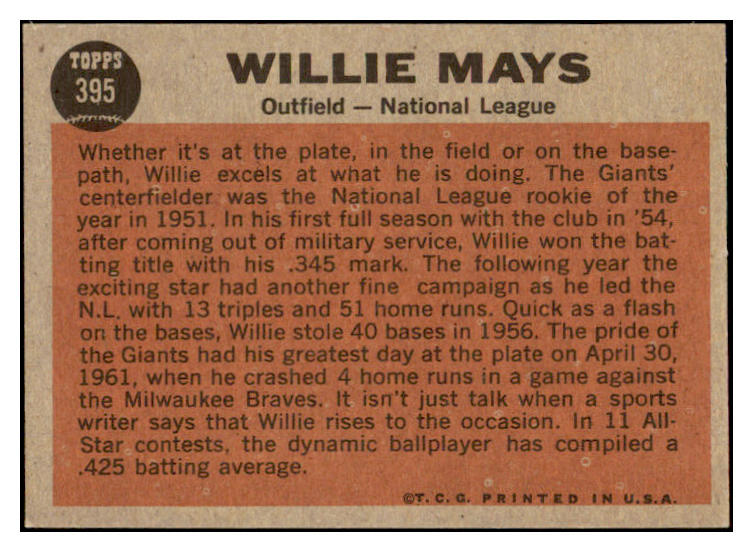 TOPPS
395
WILLIE MAYS
Outfield — National League
Whether it's at the plate, in the field or on the base-
path, Willie excels at what he is doing. The Giants'
centerfielder was the National League rookie of the
year in 1951. In his first full season with the club in '54,
after coming out of military service, Willie won the bat-
ting title with his .345 mark. The following year the
exciting star had another fine campaign as he led the
N.L. with 13 triples and 51 home runs. Quick as a flash
on the bases, Willie stole 40 bases in 1956. The pride of
the Giants had his greatest day at the plate on April 30,
1961, when he crashed 4 home runs in a game against
the Milwaukee Braves. It isn't just talk when a sports
writer says that Willie rises to the occasion. In 11 All-
Star contests, the dynamic ballplayer has compiled a
.425 batting average.
©T. C. G. PRINTED IN U.S.A.